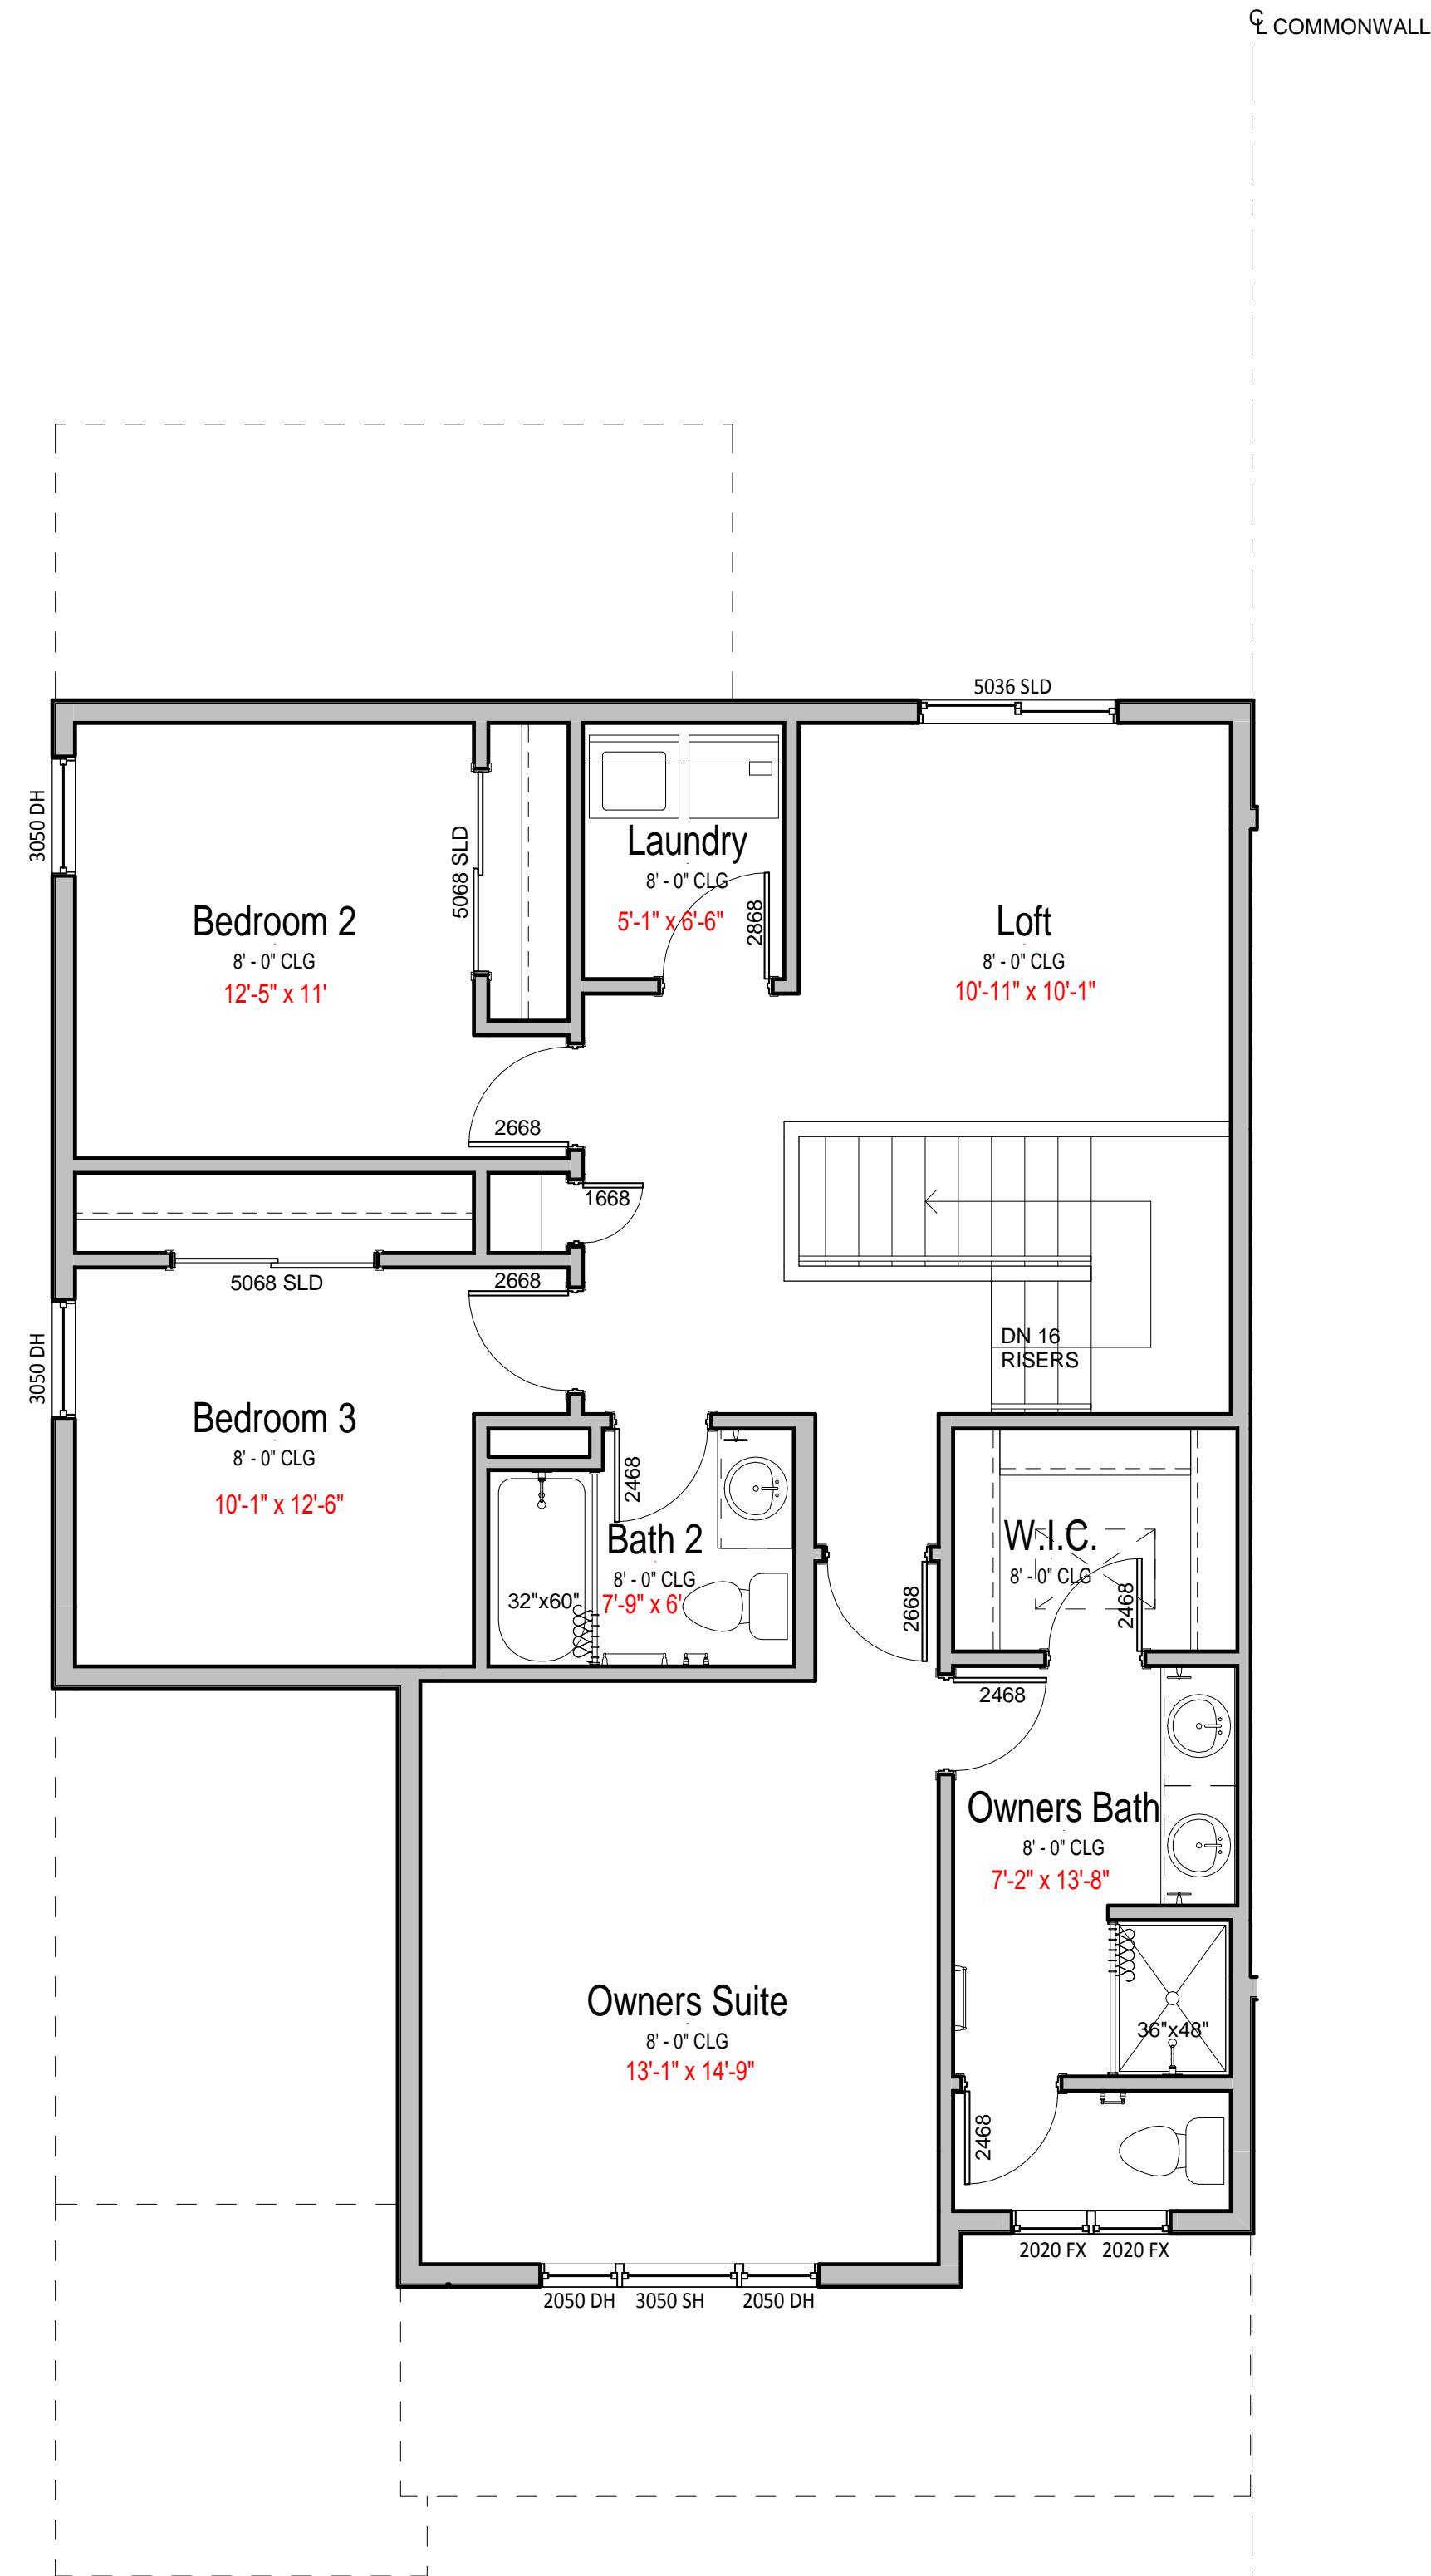 ℄ COMMONWALL
5036 SLD
3050 DH
5068 SLD
Bedroom 2
8' - 0" CLG
12'-5" x 11'
Laundry
8' - 0" CLG
5'-1" x 6'-6"
2868
Loft
8' - 0" CLG
10'-11" x 10'-1"
2668
1668
5068 SLD
2668
3050 DH
DN 16
RISERS
Bedroom 3
8' - 0" CLG
10'-1" x 12'-6"
2468
Bath 2
8' - 0" CLG
7'-9" x 6'
32"x60"
2668
W.I.C.
8' - 0" CLG
2468
2468
Owners Bath
8' - 0" CLG
7'-2" x 13'-8"
Owners Suite
8' - 0" CLG
13'-1" x 14'-9"
36"x48"
2468
2020 FX 2020 FX
2050 DH 3050 SH 2050 DH